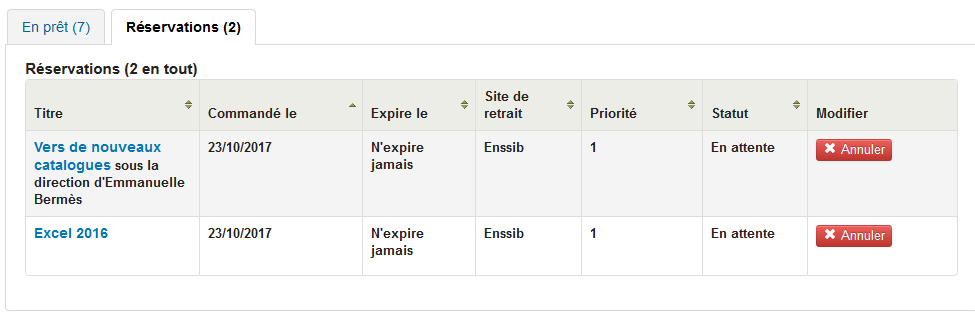 En prêt (7)
Réservations (2)
Réservations (2 en tout)
Titre
Commandé le
Expire le
Site de
retrait
Priorité
Statut
Modifier
Vers de nouveaux
catalogues sous la
direction d'Emmanuelle
Bermès
23/10/2017
N'expire
jamais
Enssib
1
En attente
Annuler
Excel 2016
23/10/2017
N'expire
jamais
Enssib
1
En attente
Annuler